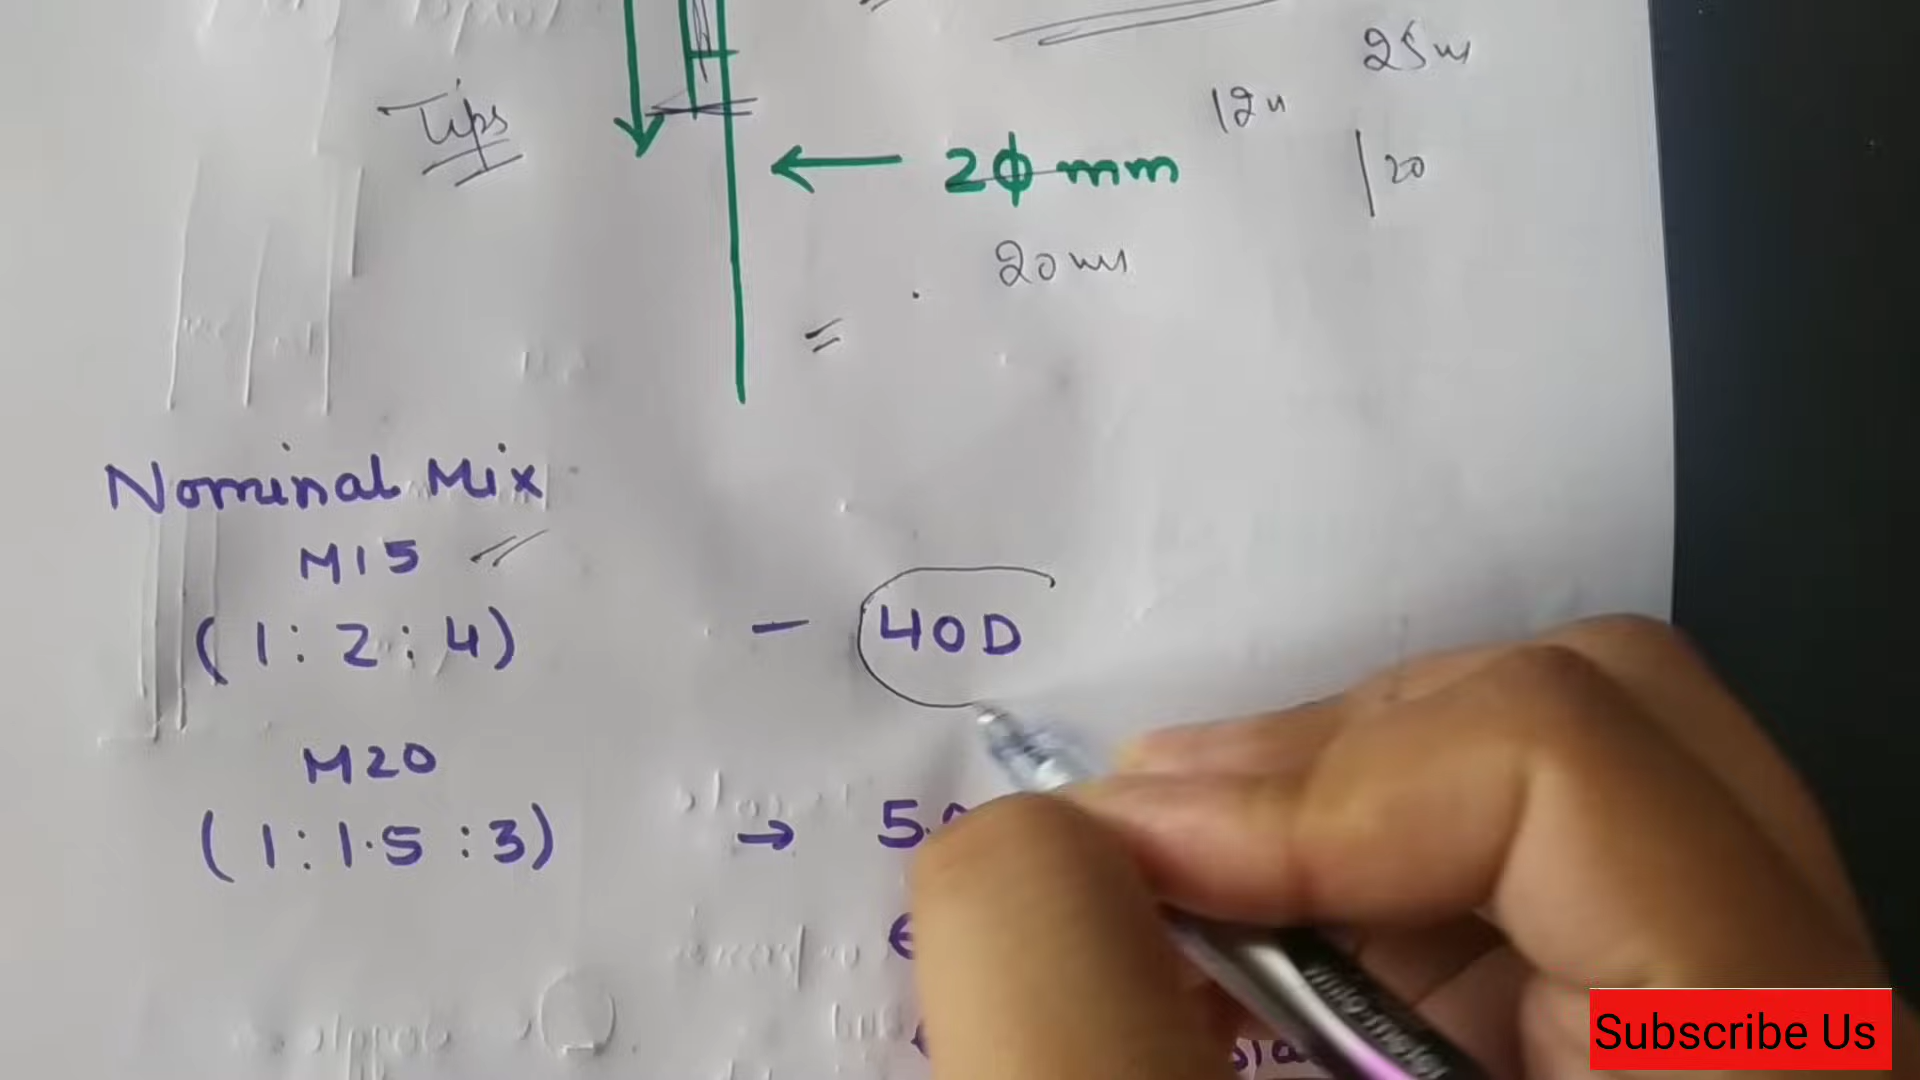 25m
12m
Tips
2ϕ mm
20
20mm
=
Nominal Mix
M15
(1:2:4) - 40D
M20
(1:1.5:3) → 5.
Subscribe Us